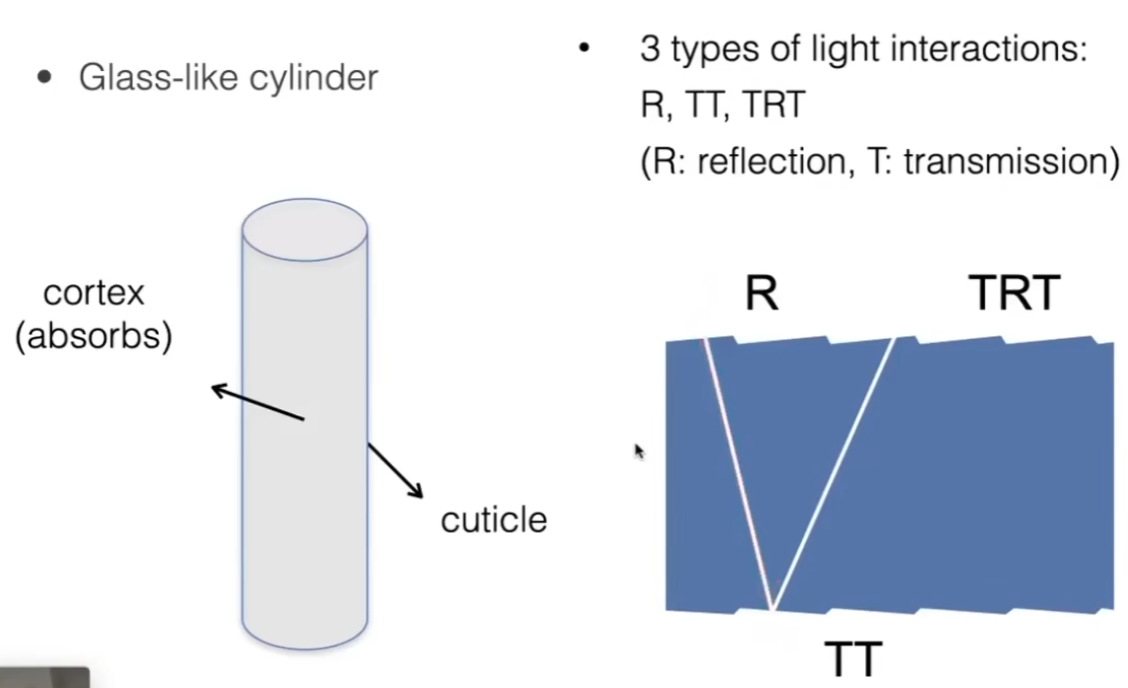 • Glass-like cylinder
• 3 types of light interactions:
R, TT, TRT
(R: reflection, T: transmission)
cortex
(absorbs)
cuticle
R
TRT
TT